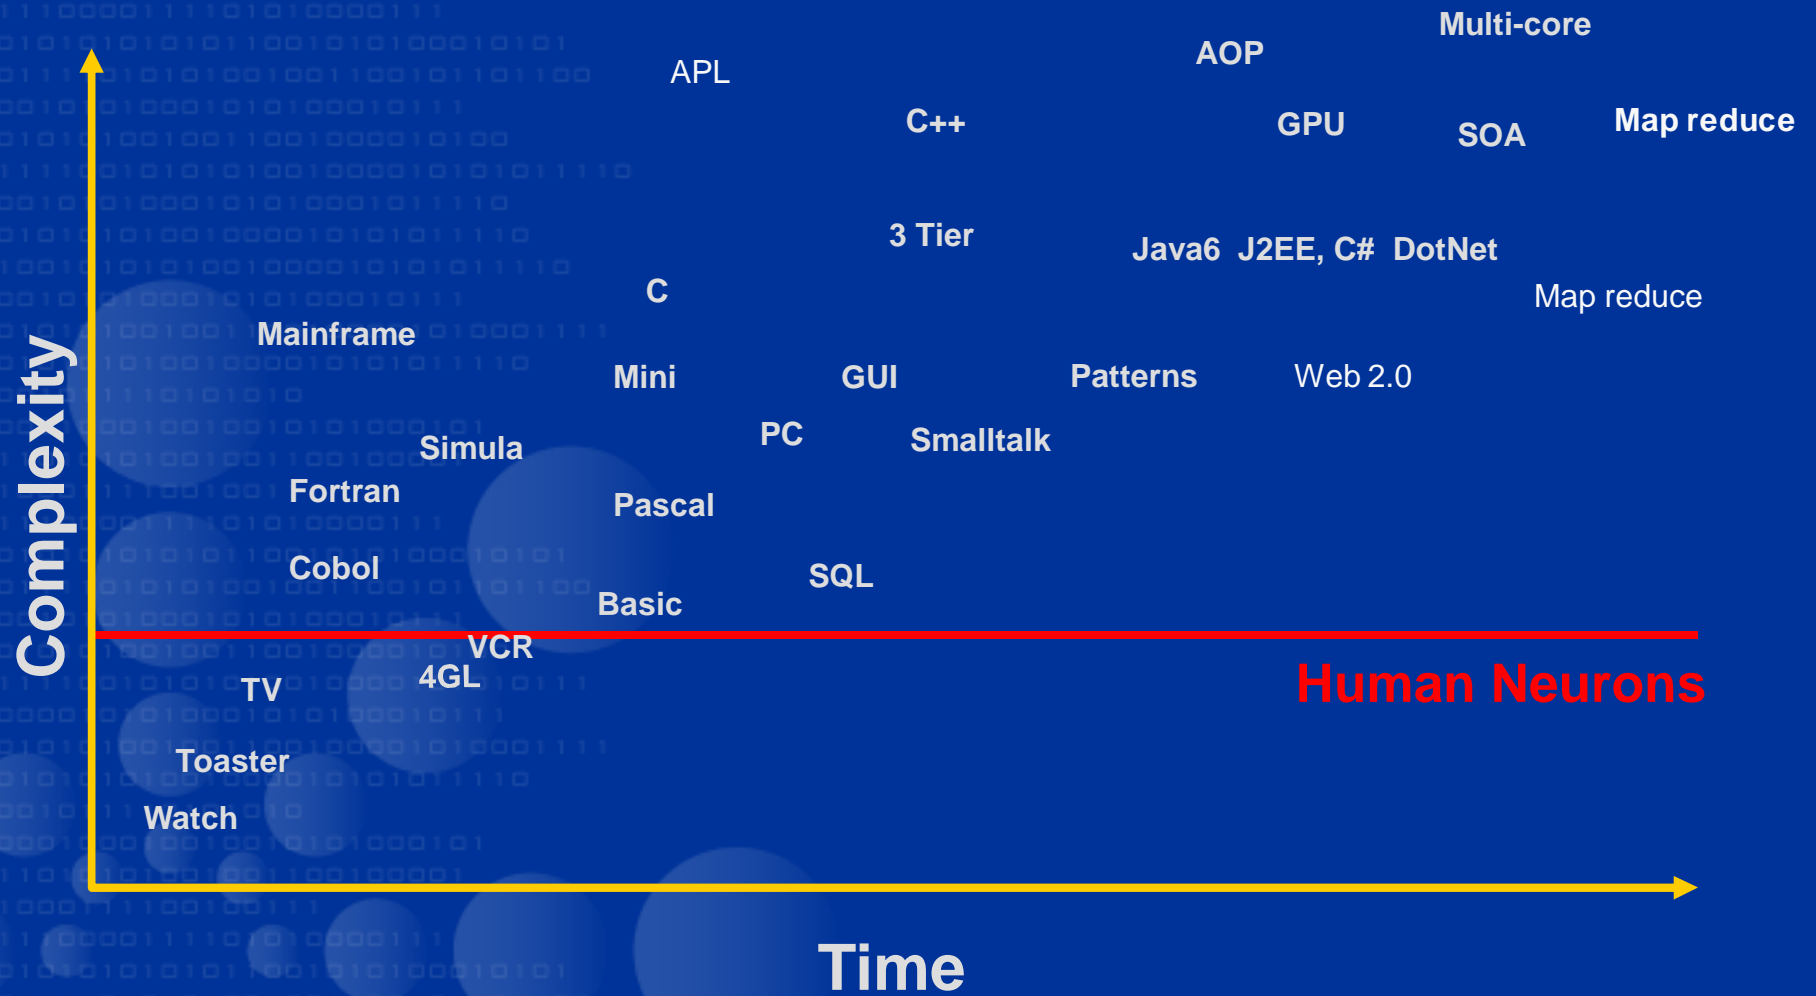 Multi-core
AOP
APL
C++
GPU
SOA
Map reduce
3 Tier
Java6 J2EE, C# DotNet
C
Map reduce
Mainframe
Mini
GUI
Patterns
Web 2.0
PC
Smalltalk
Simula
Fortran
Pascal
Cobol
SQL
Basic
VCR
4GL
TV
Human Neurons
Toaster
Watch
Complexity
Time